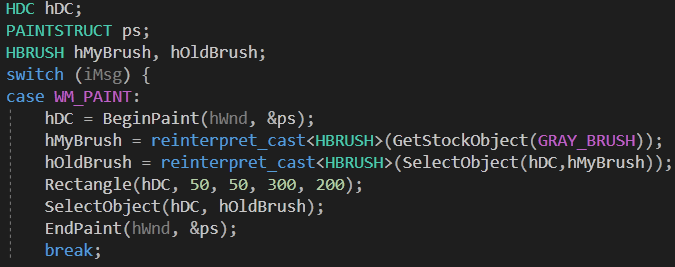 HDC hDC;
PAINTSTRUCT ps;
HBRUSH hMyBrush, hOldBrush;
switch (iMsg) {
case WM_PAINT:
    hDC = BeginPaint(hWnd, &ps);
    hMyBrush = reinterpret_cast<HBRUSH>(GetStockObject(GRAY_BRUSH));
    hOldBrush = reinterpret_cast<HBRUSH>(SelectObject(hDC,hMyBrush));
    Rectangle(hDC, 50, 50, 300, 200);
    SelectObject(hDC, hOldBrush);
    EndPaint(hWnd, &ps);
    break;